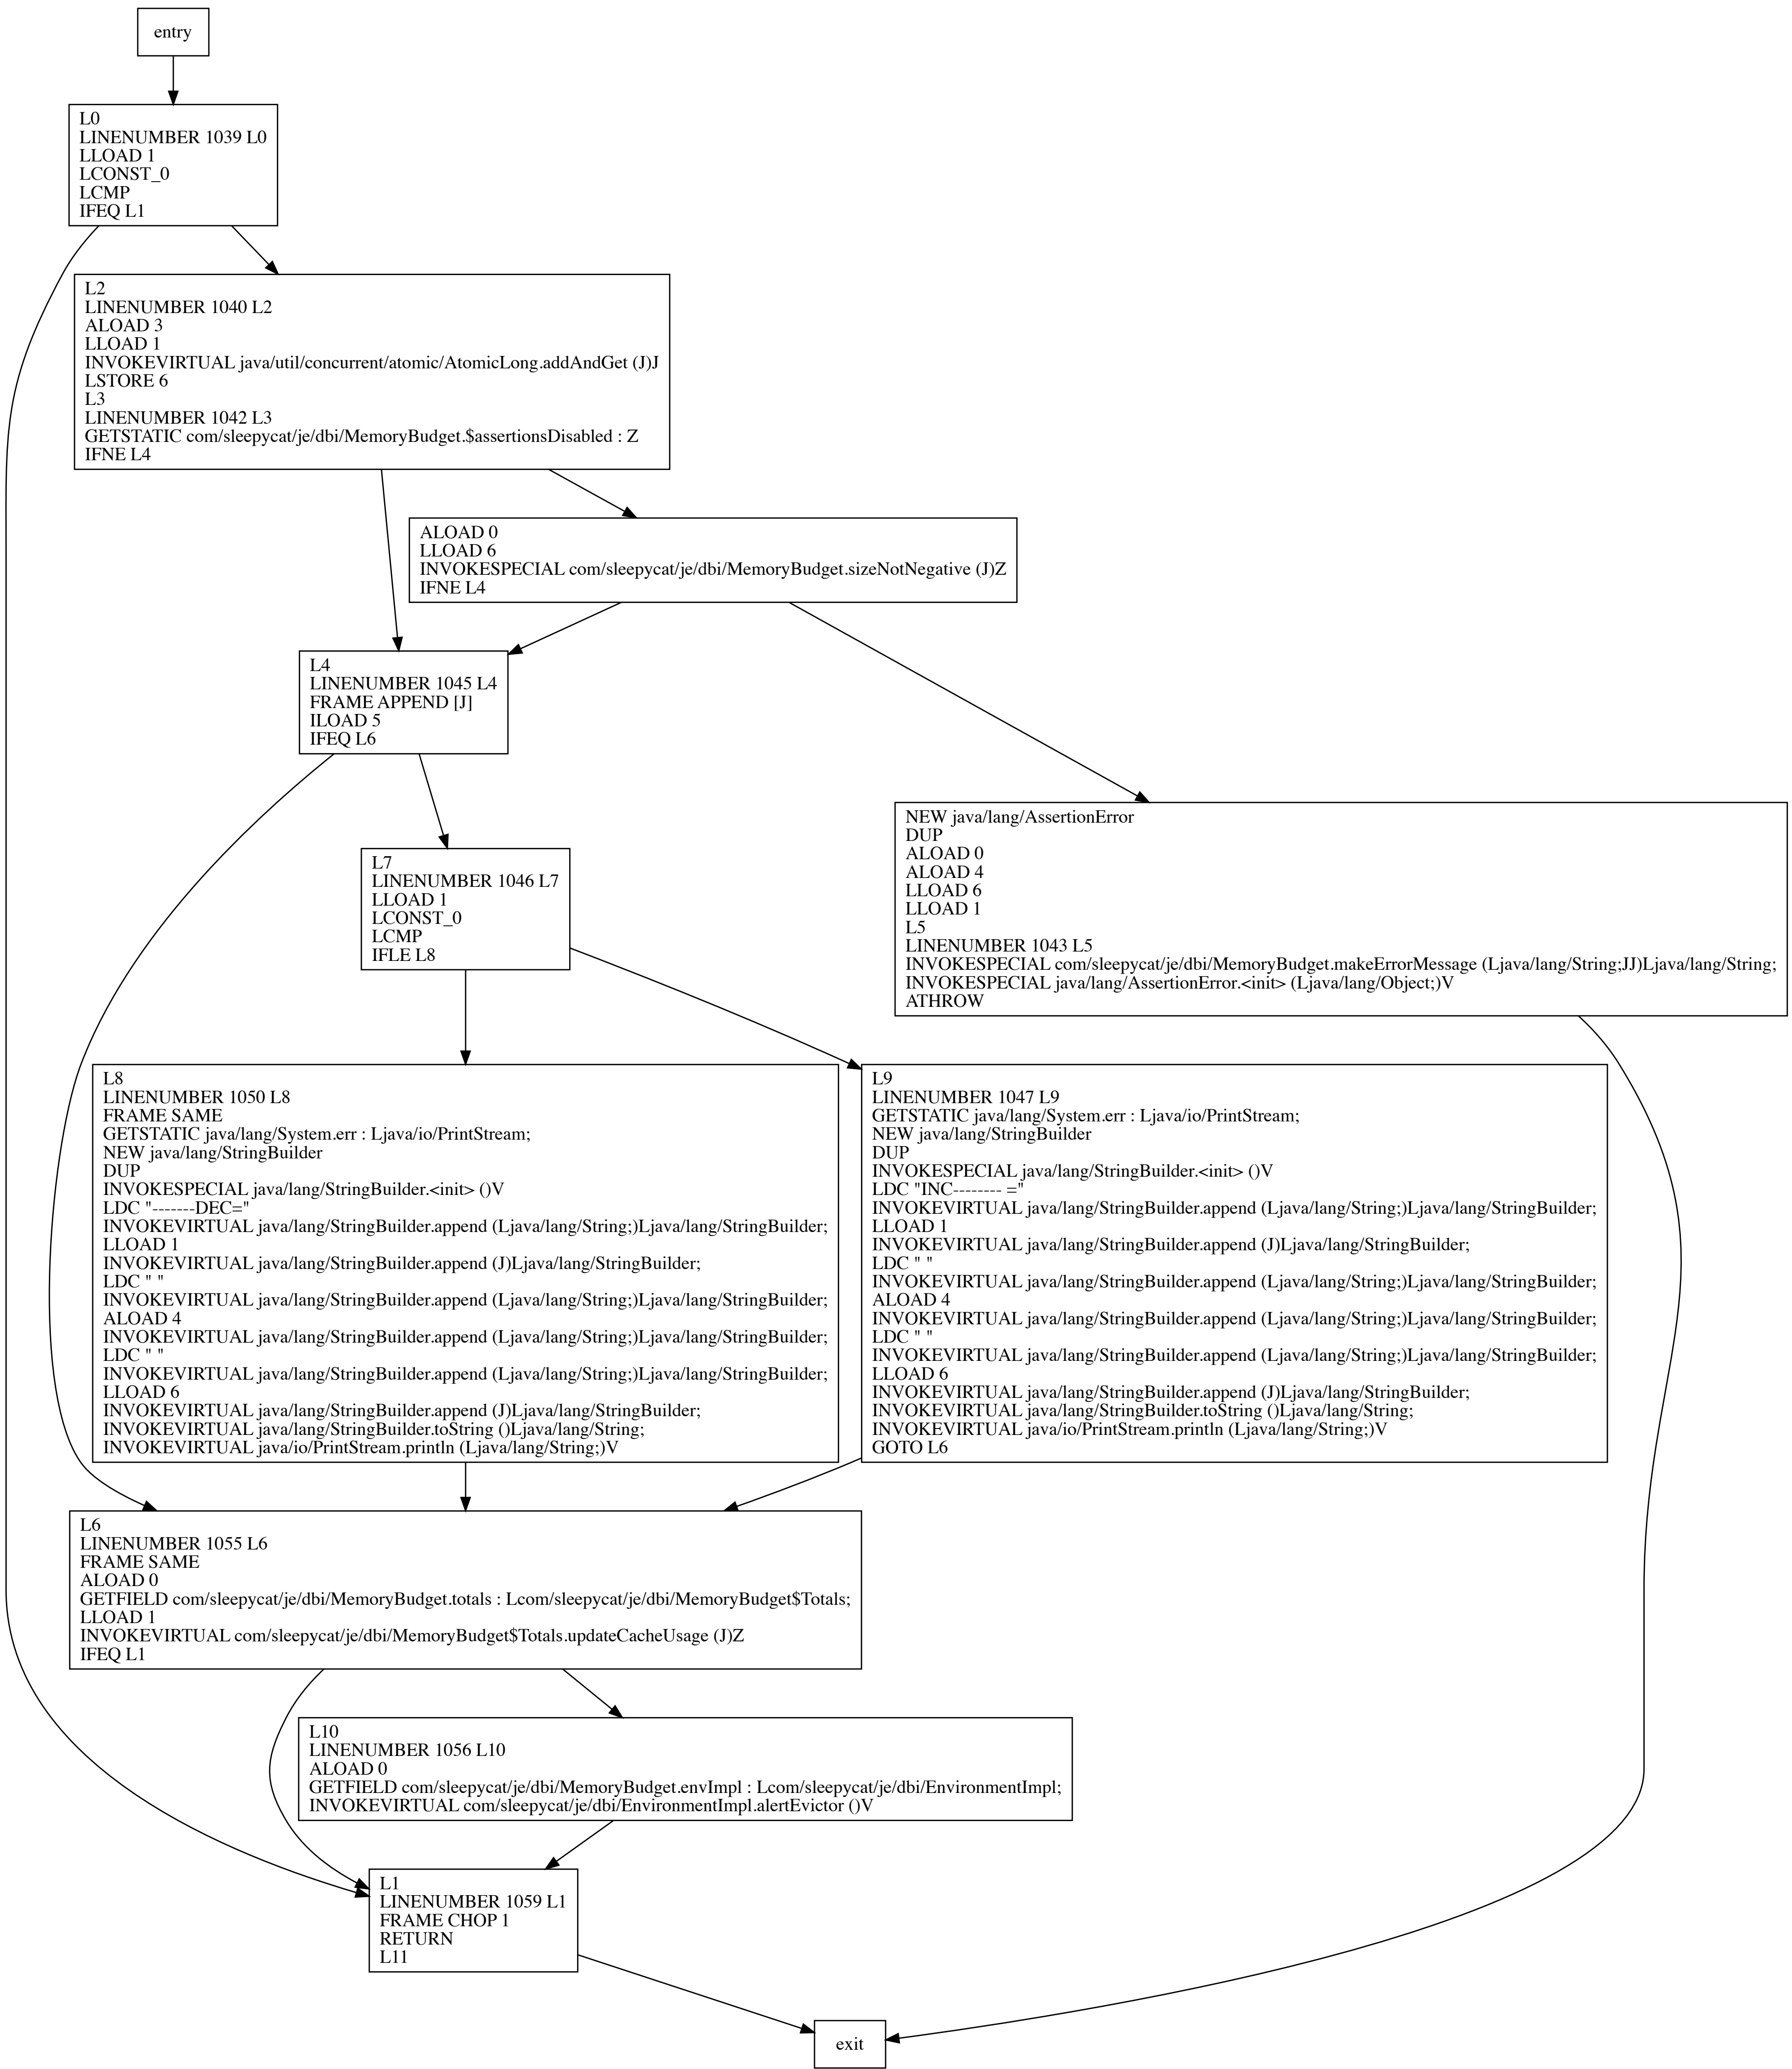 entry
L0
LINENUMBER 1039 L0
LLOAD 1
LCONST_0
LCMP
IFEQ L1
L2
LINENUMBER 1040 L2
ALOAD 3
LLOAD 1
INVOKEVIRTUAL java/util/concurrent/atomic/AtomicLong.addAndGet (J)J
LSTORE 6
L3
LINENUMBER 1042 L3
GETSTATIC com/sleepycat/je/dbi/MemoryBudget.$assertionsDisabled : Z
IFNE L4
ALOAD 0
LLOAD 6
INVOKESPECIAL com/sleepycat/je/dbi/MemoryBudget.sizeNotNegative (J)Z
IFNE L4
L4
LINENUMBER 1045 L4
FRAME APPEND [J]
ILOAD 5
IFEQ L6
NEW java/lang/AssertionError
DUP
ALOAD 0
ALOAD 4
LLOAD 6
LLOAD 1
L5
LINENUMBER 1043 L5
INVOKESPECIAL com/sleepycat/je/dbi/MemoryBudget.makeErrorMessage (Ljava/lang/String;JJ)Ljava/lang/String;
INVOKESPECIAL java/lang/AssertionError.<init> (Ljava/lang/Object;)V
ATHROW
L7
LINENUMBER 1046 L7
LLOAD 1
LCONST_0
LCMP
IFLE L8
L8
LINENUMBER 1050 L8
FRAME SAME
GETSTATIC java/lang/System.err : Ljava/io/PrintStream;
NEW java/lang/StringBuilder
DUP
INVOKESPECIAL java/lang/StringBuilder.<init> ()V
LDC "-------DEC="
INVOKEVIRTUAL java/lang/StringBuilder.append (Ljava/lang/String;)Ljava/lang/StringBuilder;
LLOAD 1
INVOKEVIRTUAL java/lang/StringBuilder.append (J)Ljava/lang/StringBuilder;
LDC " "
INVOKEVIRTUAL java/lang/StringBuilder.append (Ljava/lang/String;)Ljava/lang/StringBuilder;
ALOAD 4
INVOKEVIRTUAL java/lang/StringBuilder.append (Ljava/lang/String;)Ljava/lang/StringBuilder;
LDC " "
INVOKEVIRTUAL java/lang/StringBuilder.append (Ljava/lang/String;)Ljava/lang/StringBuilder;
LLOAD 6
INVOKEVIRTUAL java/lang/StringBuilder.append (J)Ljava/lang/StringBuilder;
INVOKEVIRTUAL java/lang/StringBuilder.toString ()Ljava/lang/String;
INVOKEVIRTUAL java/io/PrintStream.println (Ljava/lang/String;)V
L9
LINENUMBER 1047 L9
GETSTATIC java/lang/System.err : Ljava/io/PrintStream;
NEW java/lang/StringBuilder
DUP
INVOKESPECIAL java/lang/StringBuilder.<init> ()V
LDC "INC-------- ="
INVOKEVIRTUAL java/lang/StringBuilder.append (Ljava/lang/String;)Ljava/lang/StringBuilder;
LLOAD 1
INVOKEVIRTUAL java/lang/StringBuilder.append (J)Ljava/lang/StringBuilder;
LDC " "
INVOKEVIRTUAL java/lang/StringBuilder.append (Ljava/lang/String;)Ljava/lang/StringBuilder;
ALOAD 4
INVOKEVIRTUAL java/lang/StringBuilder.append (Ljava/lang/String;)Ljava/lang/StringBuilder;
LDC " "
INVOKEVIRTUAL java/lang/StringBuilder.append (Ljava/lang/String;)Ljava/lang/StringBuilder;
LLOAD 6
INVOKEVIRTUAL java/lang/StringBuilder.append (J)Ljava/lang/StringBuilder;
INVOKEVIRTUAL java/lang/StringBuilder.toString ()Ljava/lang/String;
INVOKEVIRTUAL java/io/PrintStream.println (Ljava/lang/String;)V
GOTO L6
L6
LINENUMBER 1055 L6
FRAME SAME
ALOAD 0
GETFIELD com/sleepycat/je/dbi/MemoryBudget.totals : Lcom/sleepycat/je/dbi/MemoryBudget$Totals;
LLOAD 1
INVOKEVIRTUAL com/sleepycat/je/dbi/MemoryBudget$Totals.updateCacheUsage (J)Z
IFEQ L1
L10
LINENUMBER 1056 L10
ALOAD 0
GETFIELD com/sleepycat/je/dbi/MemoryBudget.envImpl : Lcom/sleepycat/je/dbi/EnvironmentImpl;
INVOKEVIRTUAL com/sleepycat/je/dbi/EnvironmentImpl.alertEvictor ()V
L1
LINENUMBER 1059 L1
FRAME CHOP 1
RETURN
L11
exit